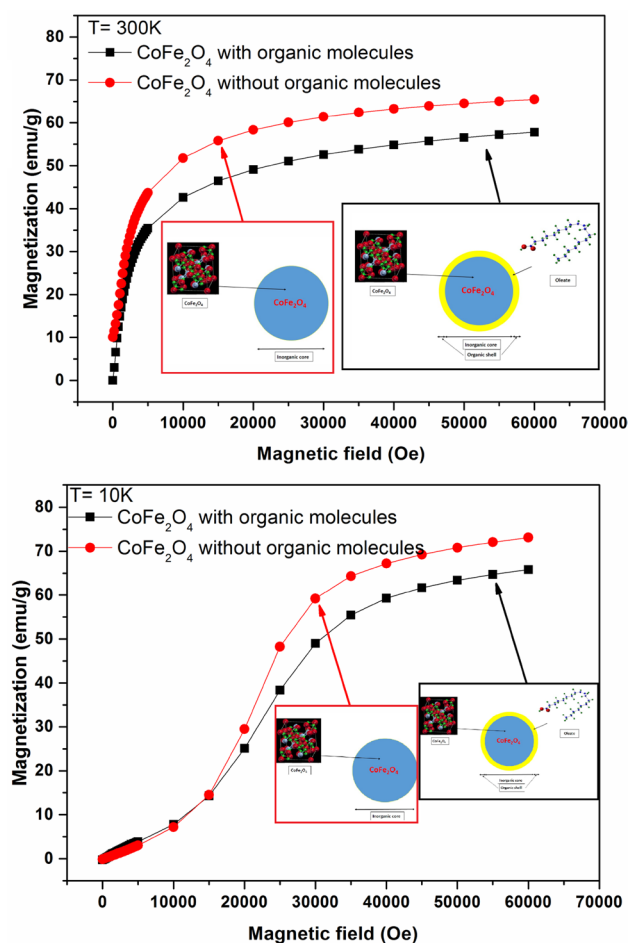 T= 300K
CoFe₂O₄ with organic molecules
CoFe₂O₄ without organic molecules
Magnetization (emu/g)
85
80
70
60
50
40
30
20
10
0
CoFe₂O₄
CoFe₂O₄
Inorganic core
CoFe₂O₄
CoFe₂O₄
Oleate
Inorganic core
Organic shell
0
10000
20000
30000
40000
50000
60000
70000
Magnetic field (Oe)
T= 10K
CoFe₂O₄ with organic molecules
CoFe₂O₄ without organic molecules
Magnetization (emu/g)
85
80
70
60
50
40
30
20
10
0
CoFe₂O₄
CoFe₂O₄
Inorganic core
CoFe₂O₄
CoFe₂O₄
Oleate
Inorganic core
Organic shell
0
10000
20000
30000
40000
50000
60000
70000
Magnetic field (Oe)